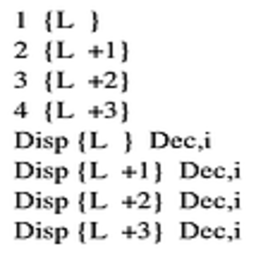 1 {L }
2 {L +1}
3 {L +2}
4 {L +3}
Disp {L } Dec,i
Disp {L +1} Dec,i
Disp {L +2} Dec,i
Disp {L +3} Dec,i